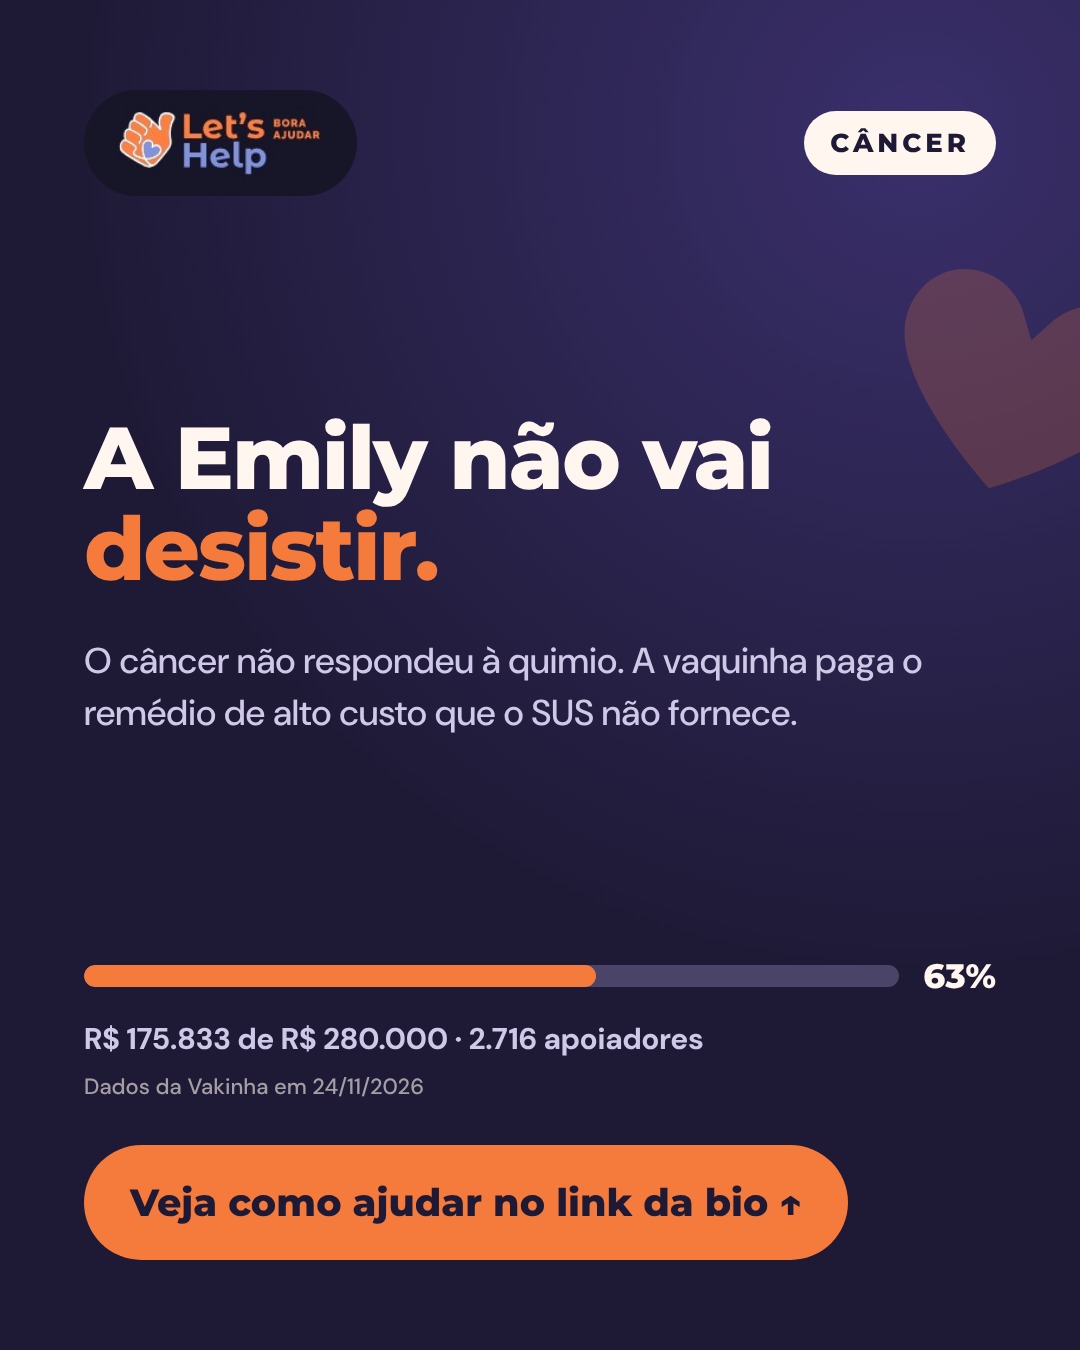 Let's Help BORA AJUDAR
CÂNCER
A Emily não vai
desistir.
O câncer não respondeu à quimio. A vaquinha paga o
remédio de alto custo que o SUS não fornece.
63%
R$ 175.833 de R$ 280.000 · 2.716 apoiadores
Dados da Vakinha em 24/11/2026
Veja como ajudar no link da bio ↑